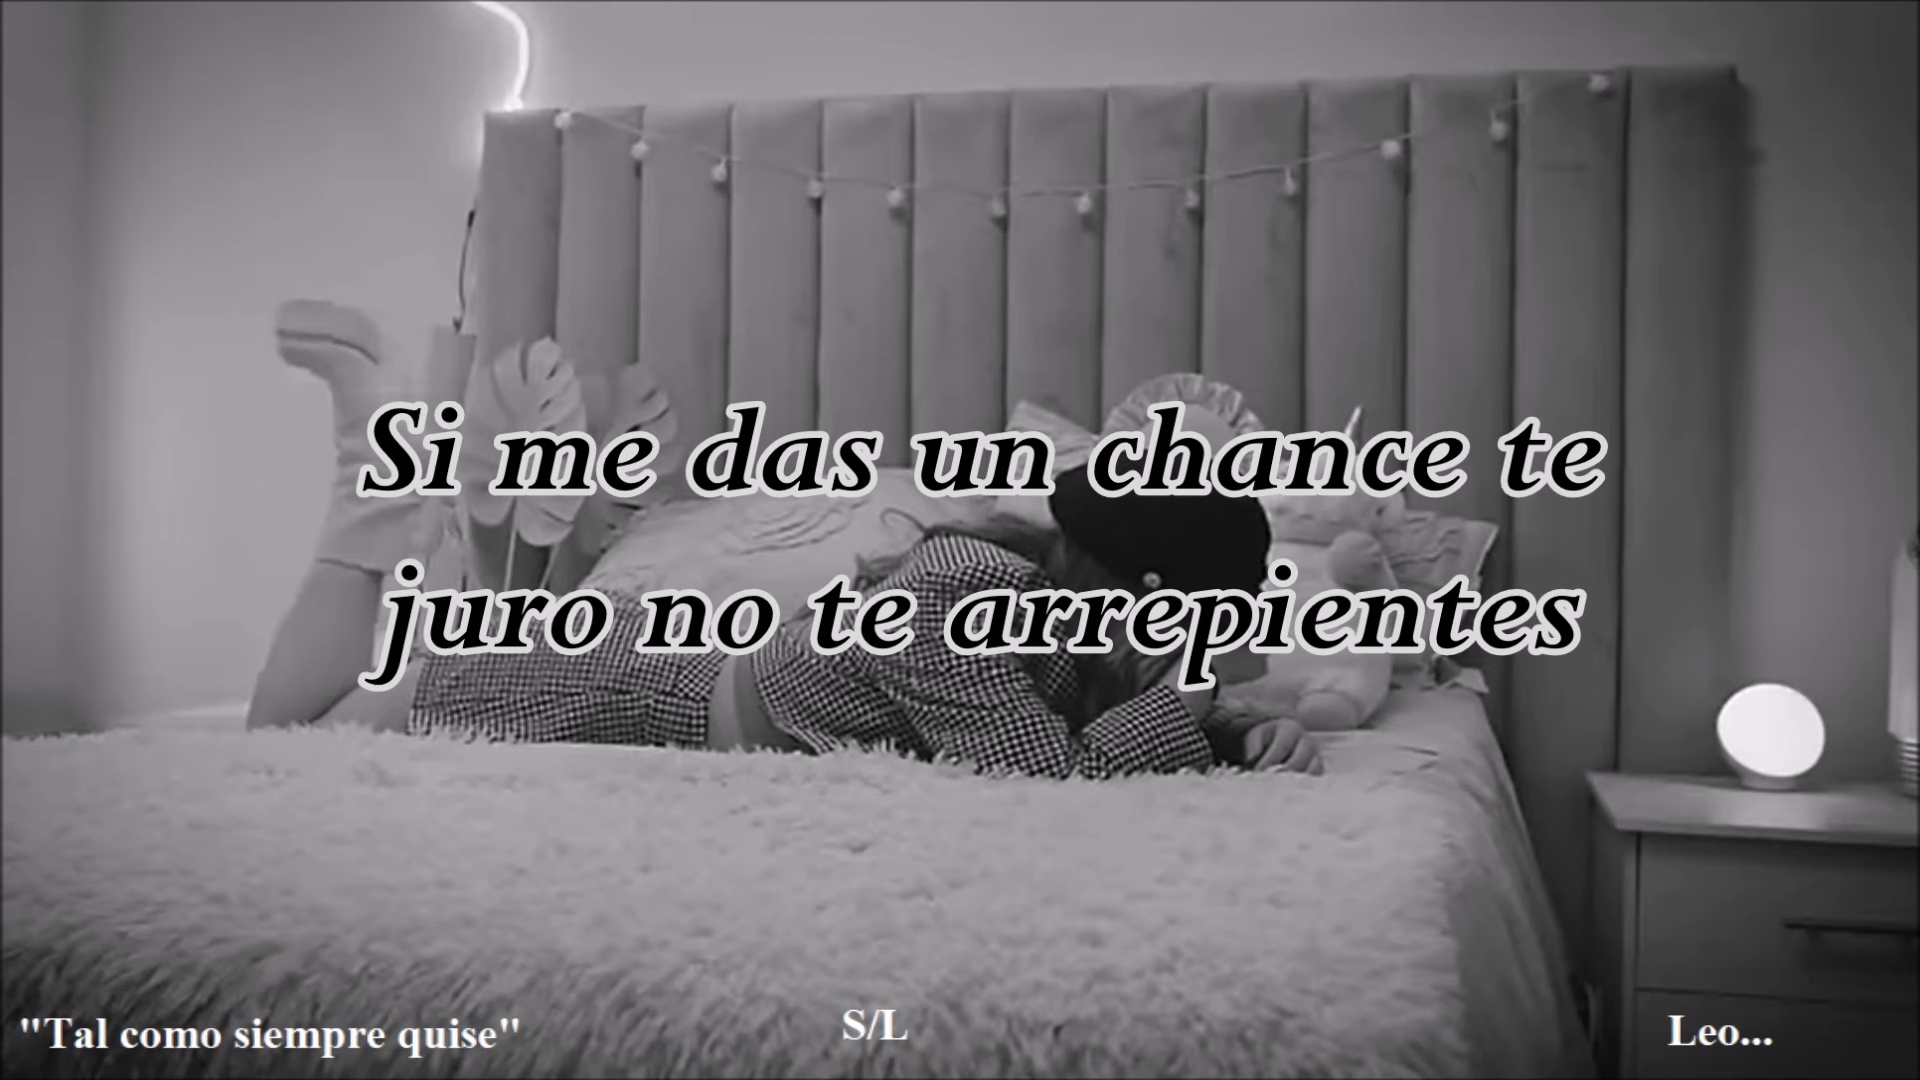 Si me das un chance te
juro no te arrepientes
"Tal como siempre quise"
S/L
Leo...